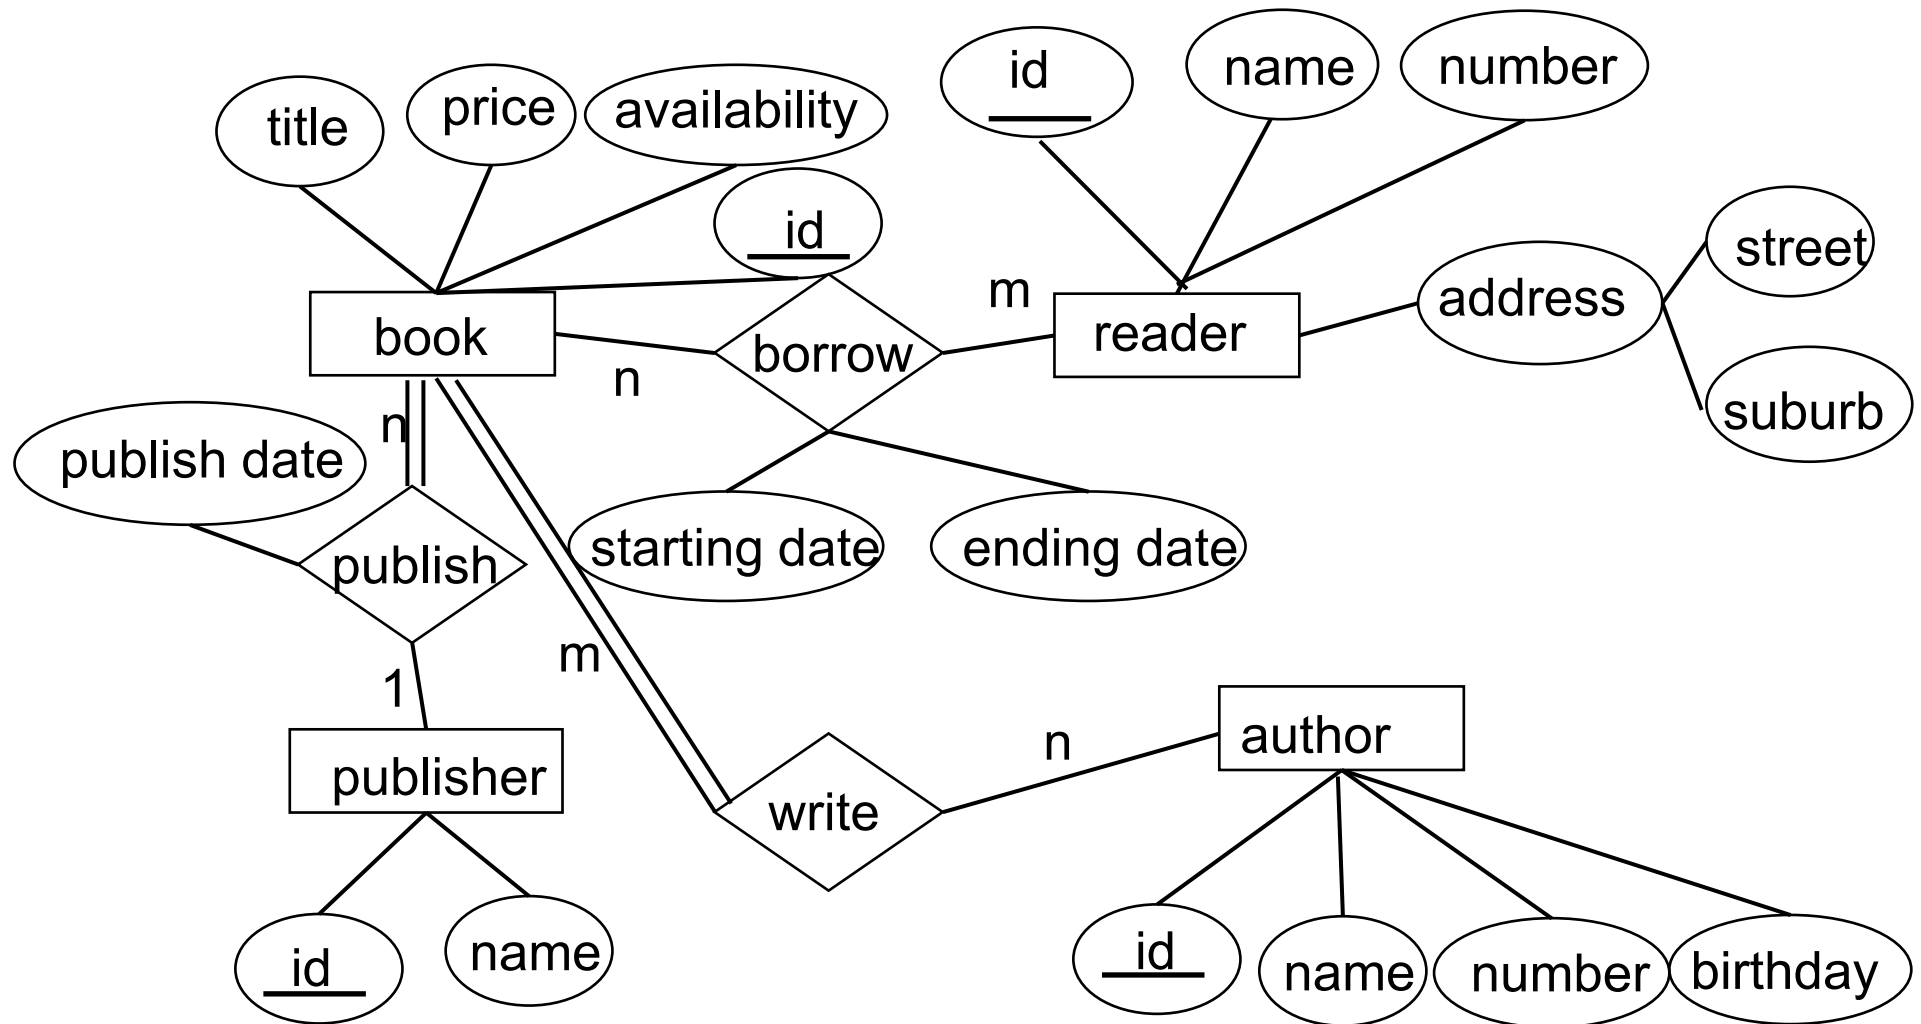 id
name
number
title
price
availability
id
street
address
book
n
borrow
m
reader
suburb
n
publish date
publish
starting date
ending date
m
1
publisher
write
n
author
id
name
id
name
number
birthday